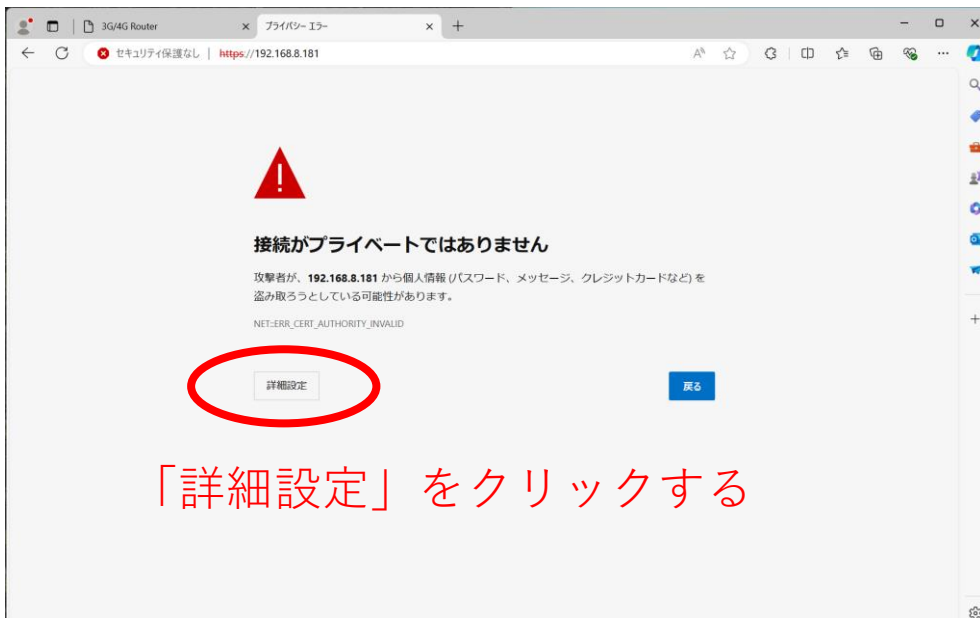 3G/4G Router
プライバシー エラー
セキュリティ保護なし
https://192.168.8.181
接続がプライベートではありません
攻撃者が、192.168.8.181 から個人情報 (パスワード、メッセージ、クレジットカードなど) を
盗み取ろうとしている可能性があります。
NET::ERR_CERT_AUTHORITY_INVALID
詳細設定
戻る
「詳細設定」をクリックする